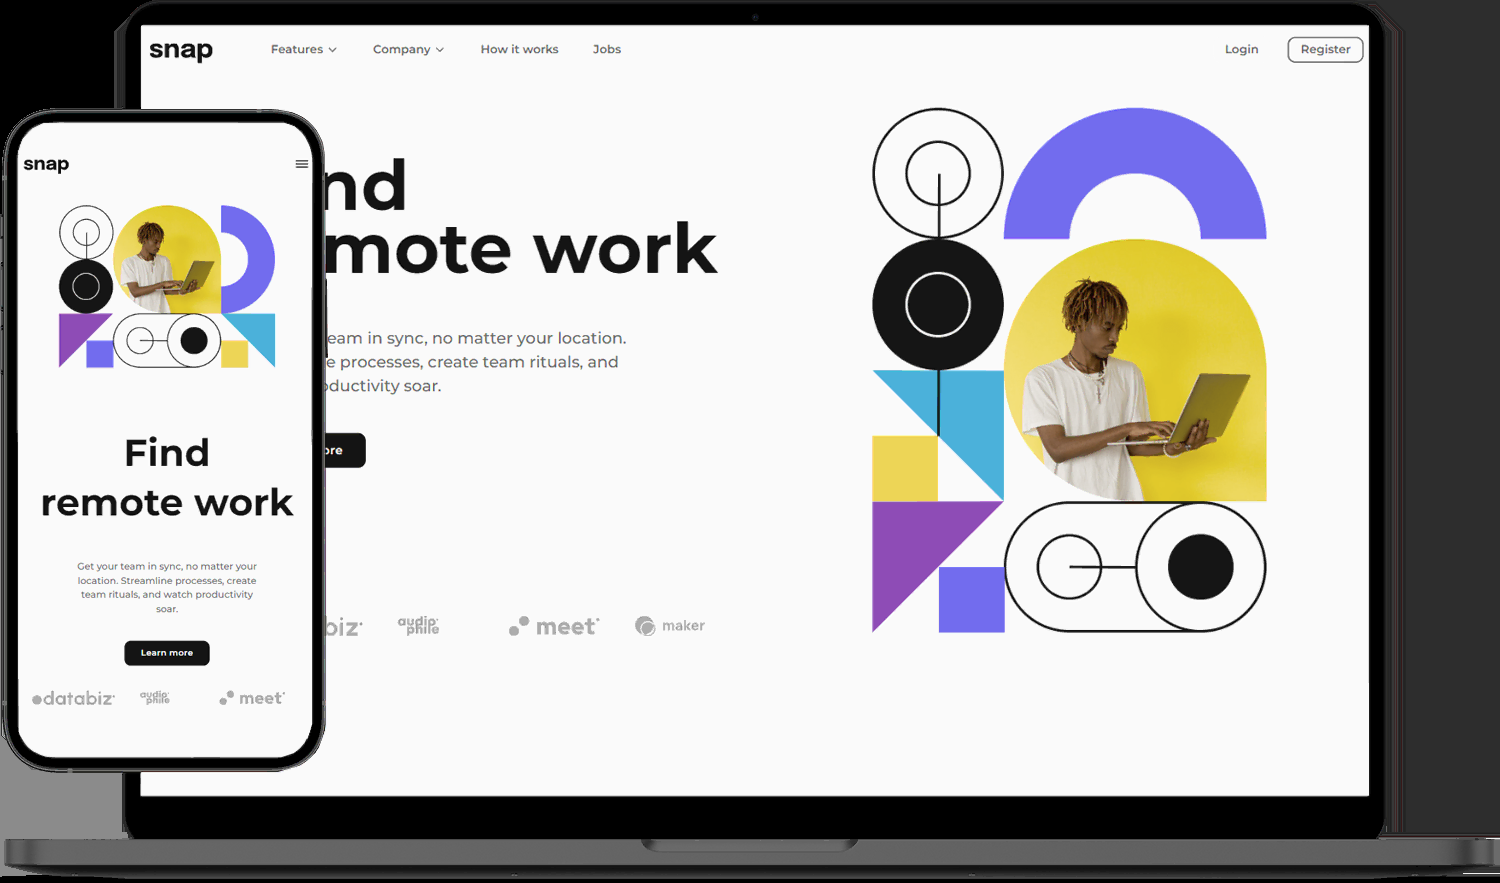 snap
Features
Company
How it works
Jobs
Login
Register
nd
mote work
eam in sync, no matter your location.
e processes, create team rituals, and
oductivity soar.
ore
biz
audio
phile
meet
maker
snap
Find
remote work
Get your team in sync, no matter your
location. Streamline processes, create
team rituals, and watch productivity
soar.
Learn more
databiz
audio
phile
meet